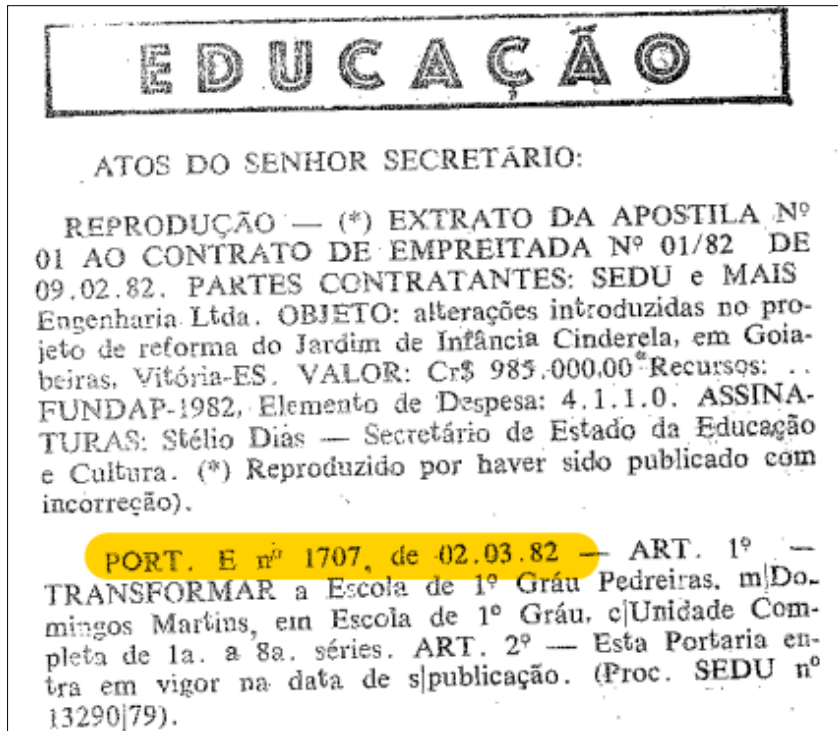 EDUCAÇÃO
ATOS DO SENHOR SECRETÁRIO:
REPRODUÇÃO — (*) EXTRATO DA APOSTILA Nº
01 AO CONTRATO DE EMPREITADA Nº 01/82 DE
09.02.82. PARTES CONTRATANTES: SEDU e MAIS
Engenharia Ltda. OBJETO: alterações introduzidas no pro-
jeto de reforma do Jardim de Infância Cinderela, em Goia-
beiras, Vitória-ES. VALOR: Cr$ 985.000,00 Recursos: ..
FUNDAP-1982, Elemento de Despesa: 4.1.1.0. ASSINA-
TURAS: Stélio Dias — Secretário de Estado da Educação
e Cultura. (*) Reproduzido por haver sido publicado com
incorreção).
PORT. E nº 1707, de 02.03.82 — ART. 1º —
TRANSFORMAR a Escola de 1º Gráu Pedreiras, m|Do-
mingos Martins, em Escola de 1º Gráu, c|Unidade Com-
pleta de 1a. a 8a. séries. ART. 2º — Esta Portaria en-
tra em vigor na data de s|publicação. (Proc. SEDU nº
13290|79).